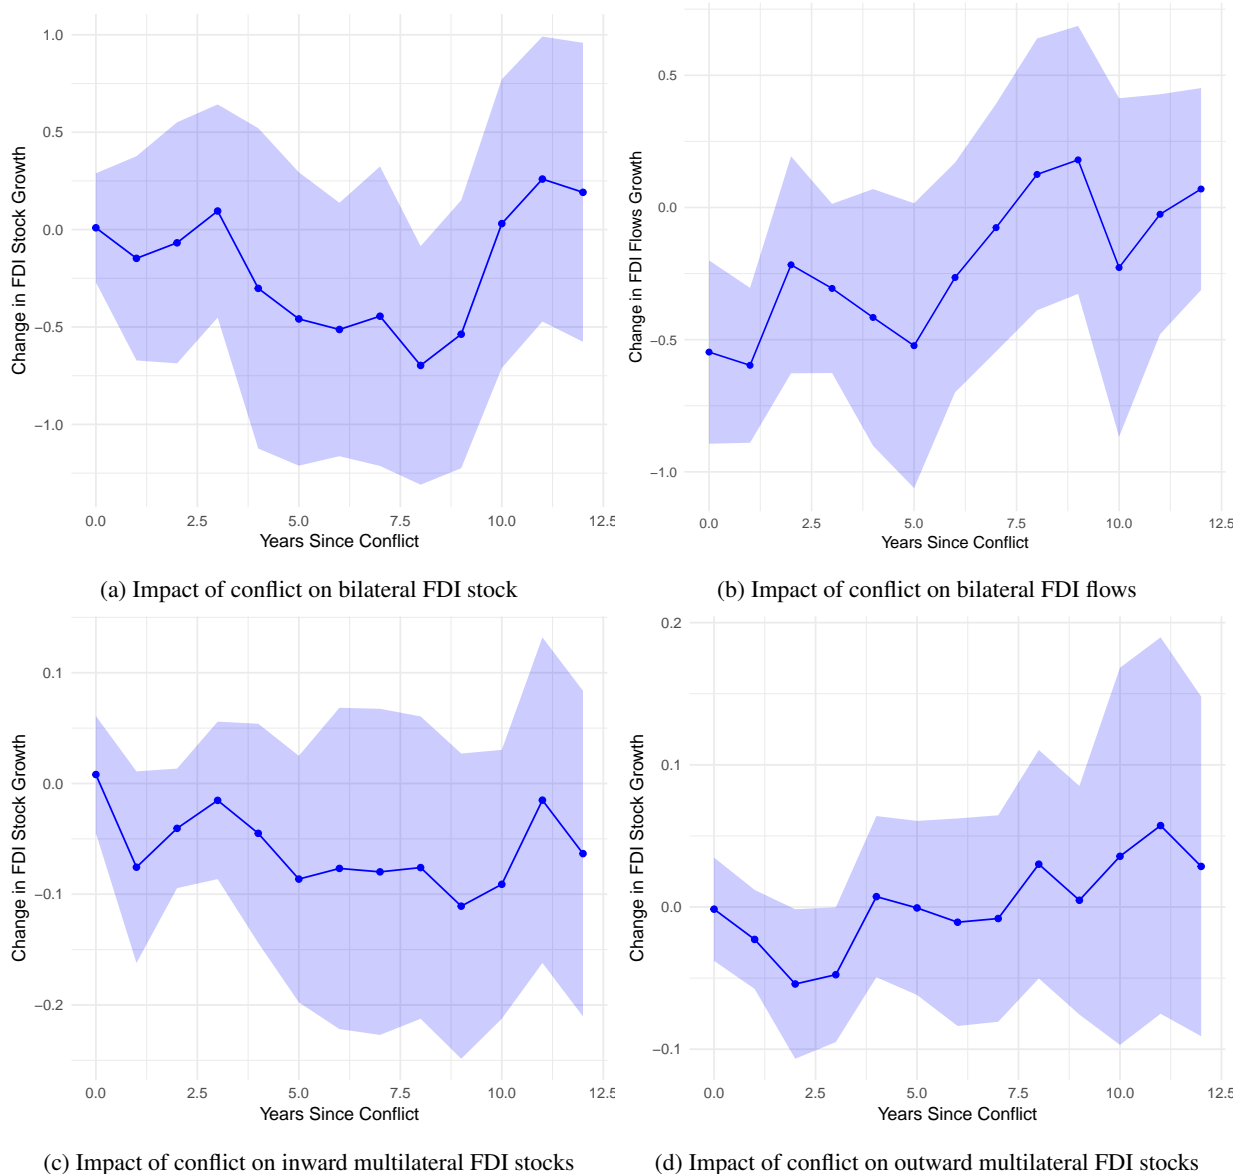 1.0
0.5
0.0
−0.5
−1.0
Change in FDI Stock Growth
0.0 2.5 5.0 7.5 10.0 12.5
Years Since Conflict
(a) Impact of conflict on bilateral FDI stock
0.5
0.0
−0.5
−1.0
Change in FDI Flows Growth
0.0 2.5 5.0 7.5 10.0 12.5
Years Since Conflict
(b) Impact of conflict on bilateral FDI flows
0.1
0.0
−0.1
−0.2
Change in FDI Stock Growth
0.0 2.5 5.0 7.5 10.0 12.5
Years Since Conflict
(c) Impact of conflict on inward multilateral FDI stocks
0.2
0.1
0.0
−0.1
Change in FDI Stock Growth
0.0 2.5 5.0 7.5 10.0 12.5
Years Since Conflict
(d) Impact of conflict on outward multilateral FDI stocks